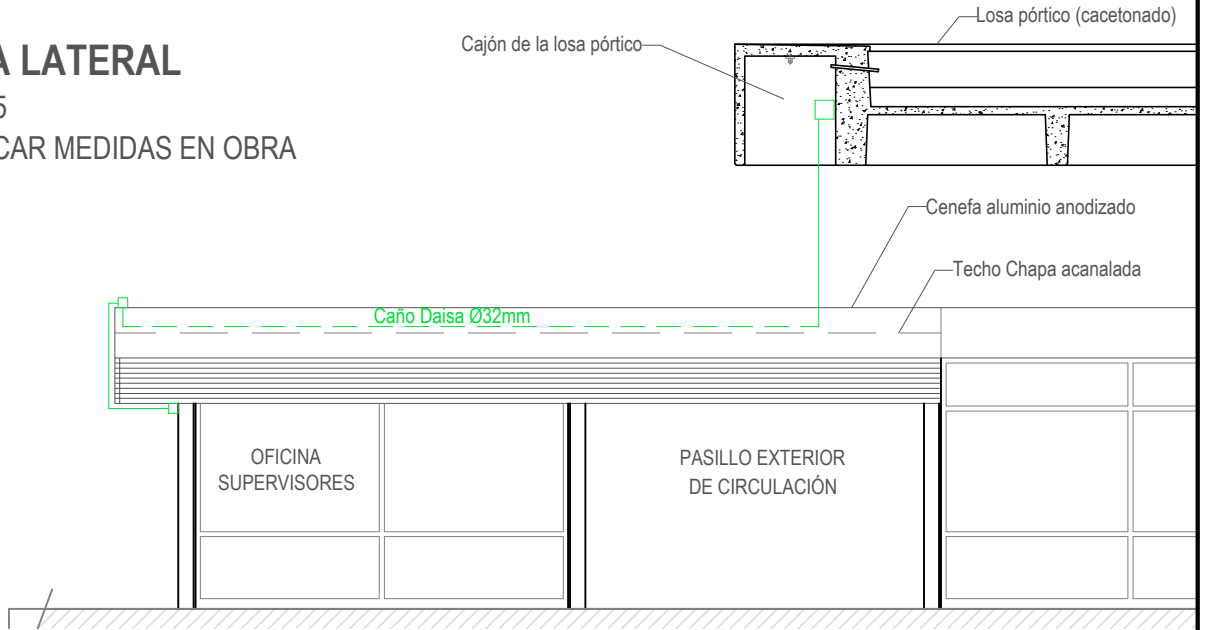 A LATERAL
5
CAR MEDIDAS EN OBRA
Losa pórtico (cacetonado)
Cajón de la losa pórtico
Cenefa aluminio anodizado
Techo Chapa acanalada
Caño Daisa Ø32mm
OFICINA
SUPERVISORES
PASILLO EXTERIOR
DE CIRCULACIÓN